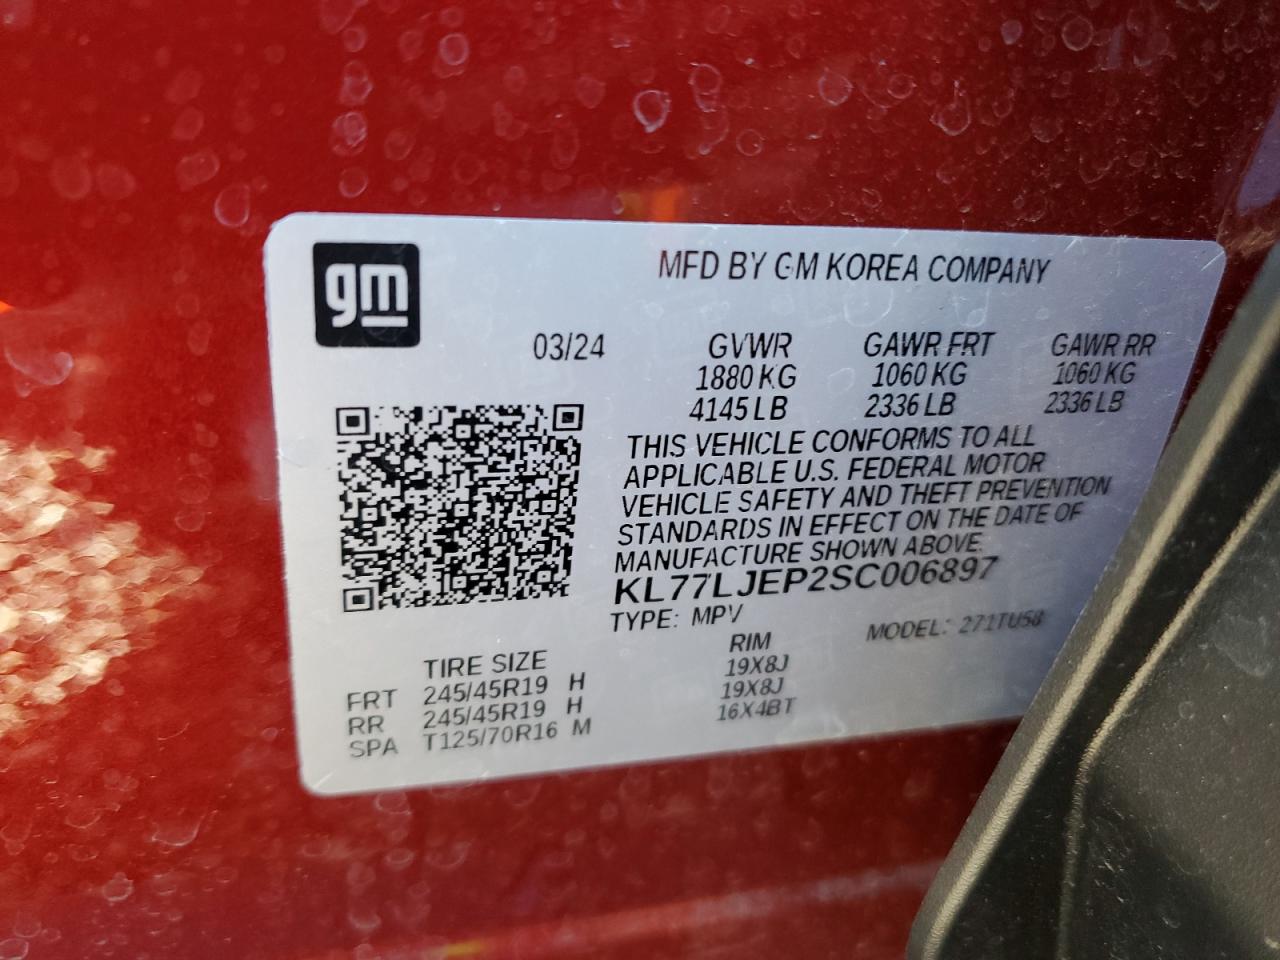 gm
MFD BY GM KOREA COMPANY
03/24 GVWR GAWR FRT GAWR RR
1880 KG 1060 KG 1060 KG
4145 LB 2336 LB 2336 LB
THIS VEHICLE CONFORMS TO ALL
APPLICABLE U.S. FEDERAL MOTOR
VEHICLE SAFETY AND THEFT PREVENTION
STANDARDS IN EFFECT ON THE DATE OF
MANUFACTURE SHOWN ABOVE.
KL77LJEP2SC006897
TYPE: MPV MODEL: 271TU58
TIRE SIZE RIM
FRT 245/45R19 H 19X8J
RR 245/45R19 H 19X8J
SPA T125/70R16 M 16X4BT